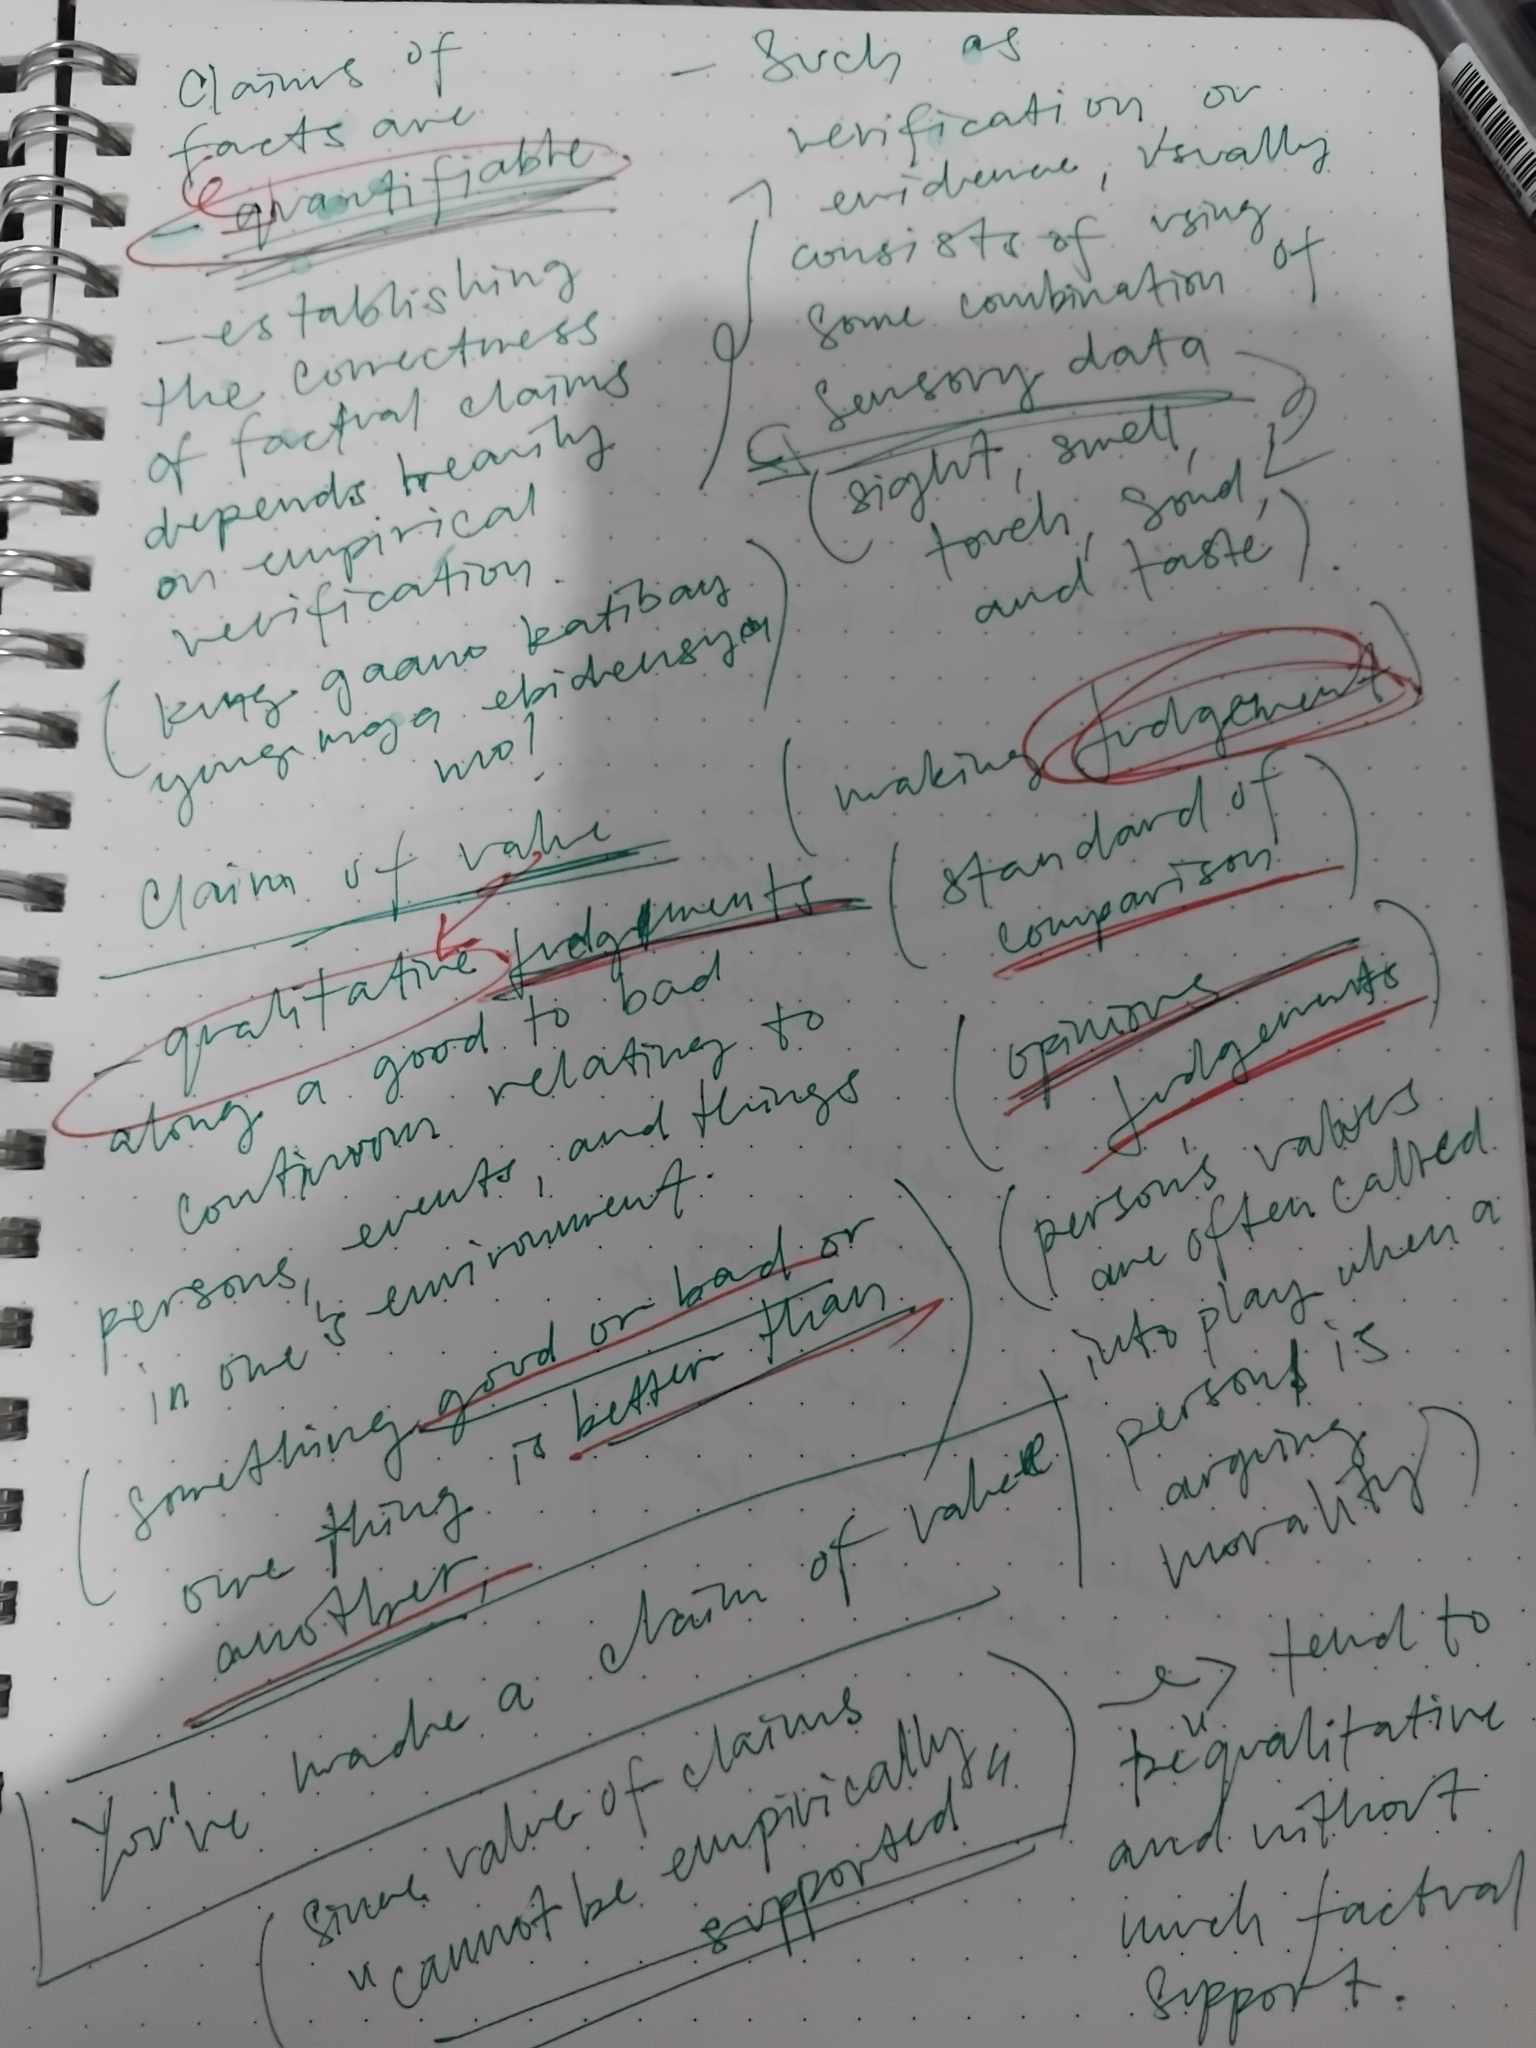 Claims of
facts are
- quantifiable
- establishing
the correctness
of factual claims
depends heavily
on empirical
verification.
(kung gaano katibay
yung mga ebidensya
mo)
- Such as
verification or
evidence, usually
consists of using
some combination of
sensory data
(sight, smell,
touch, sound,
and taste).
Claim of value
- qualitative judgements
along a good to bad
continuom relating to
persons, events, and things
in one's environment.
(something good or bad or
one thing is better than
another,
You've made a claim of value
(since value of claims
"cannot be empirically"
supported
(making judgement)
(standard of
comparison)
(opinions
judgements)
(person's values
are often called
into play when a
person is
arguing
morality)
→ tend to
be "qualitative
and without
much factual
support.